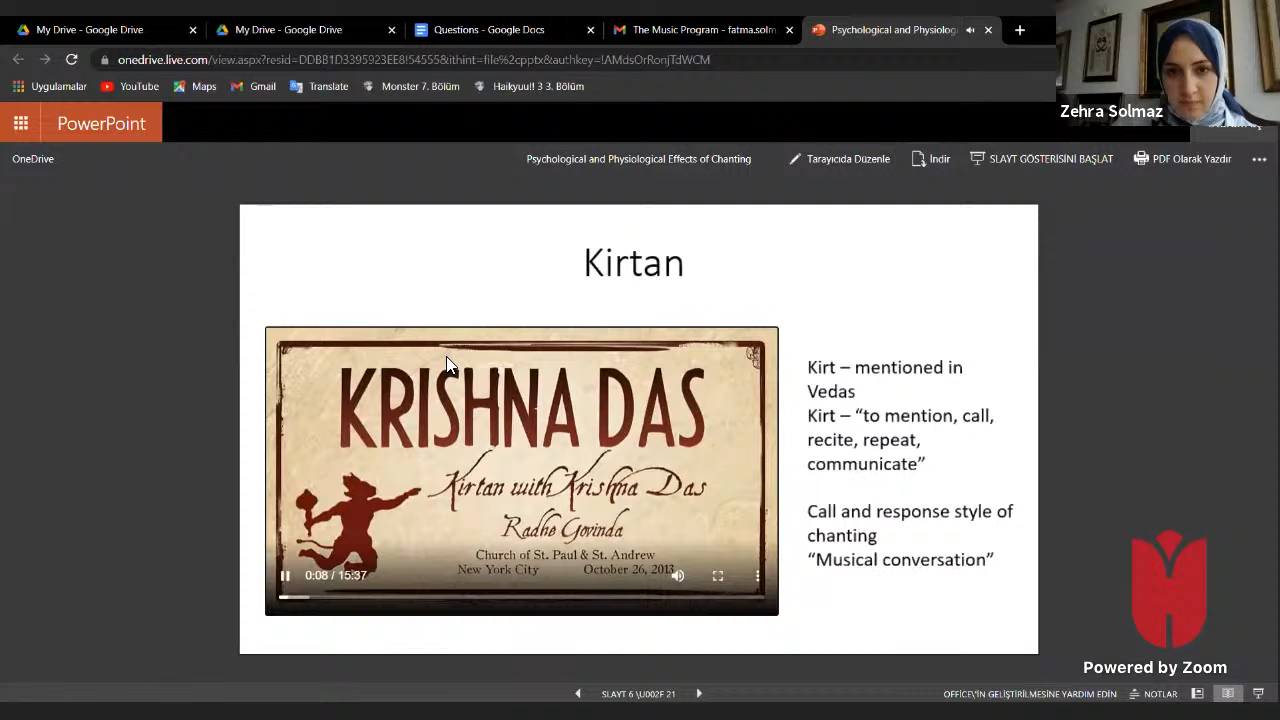 My Drive - Google Drive
My Drive - Google Drive
Questions - Google Docs
The Music Program - fatma.solm
Psychological and Physiolog
onedrive.live.com/view.aspx?resid=DDBB1D3395923EE8!54555&ithint=file%2cpptx&authkey=!AMdsOrRonjTdWCM
Uygulamalar
YouTube
Maps
Gmail
Translate
Monster 7. Bölüm
Haikyuu!! 3 3. Bölüm
Zehra Solmaz
PowerPoint
OneDrive
Psychological and Physiological Effects of Chanting
Tarayıcıda Düzenle
İndir
SLAYT GÖSTERİSİNİ BAŞLAT
PDF Olarak Yazdır
Kirtan
KRISHNA DAS
Kirtan with Krishna Das
Radhe Govinda
Church of St. Paul & St. Andrew
New York City October 26, 2013
0:08 / 15:37
Kirt – mentioned in
Vedas
Kirt – “to mention, call,
recite, repeat,
communicate”
Call and response style of
chanting
“Musical conversation”
Powered by Zoom
SLAYT 6 \U002F 21
OFFICE\'İN GELİŞTİRİLMESİNE YARDIM EDİN
NOTLAR